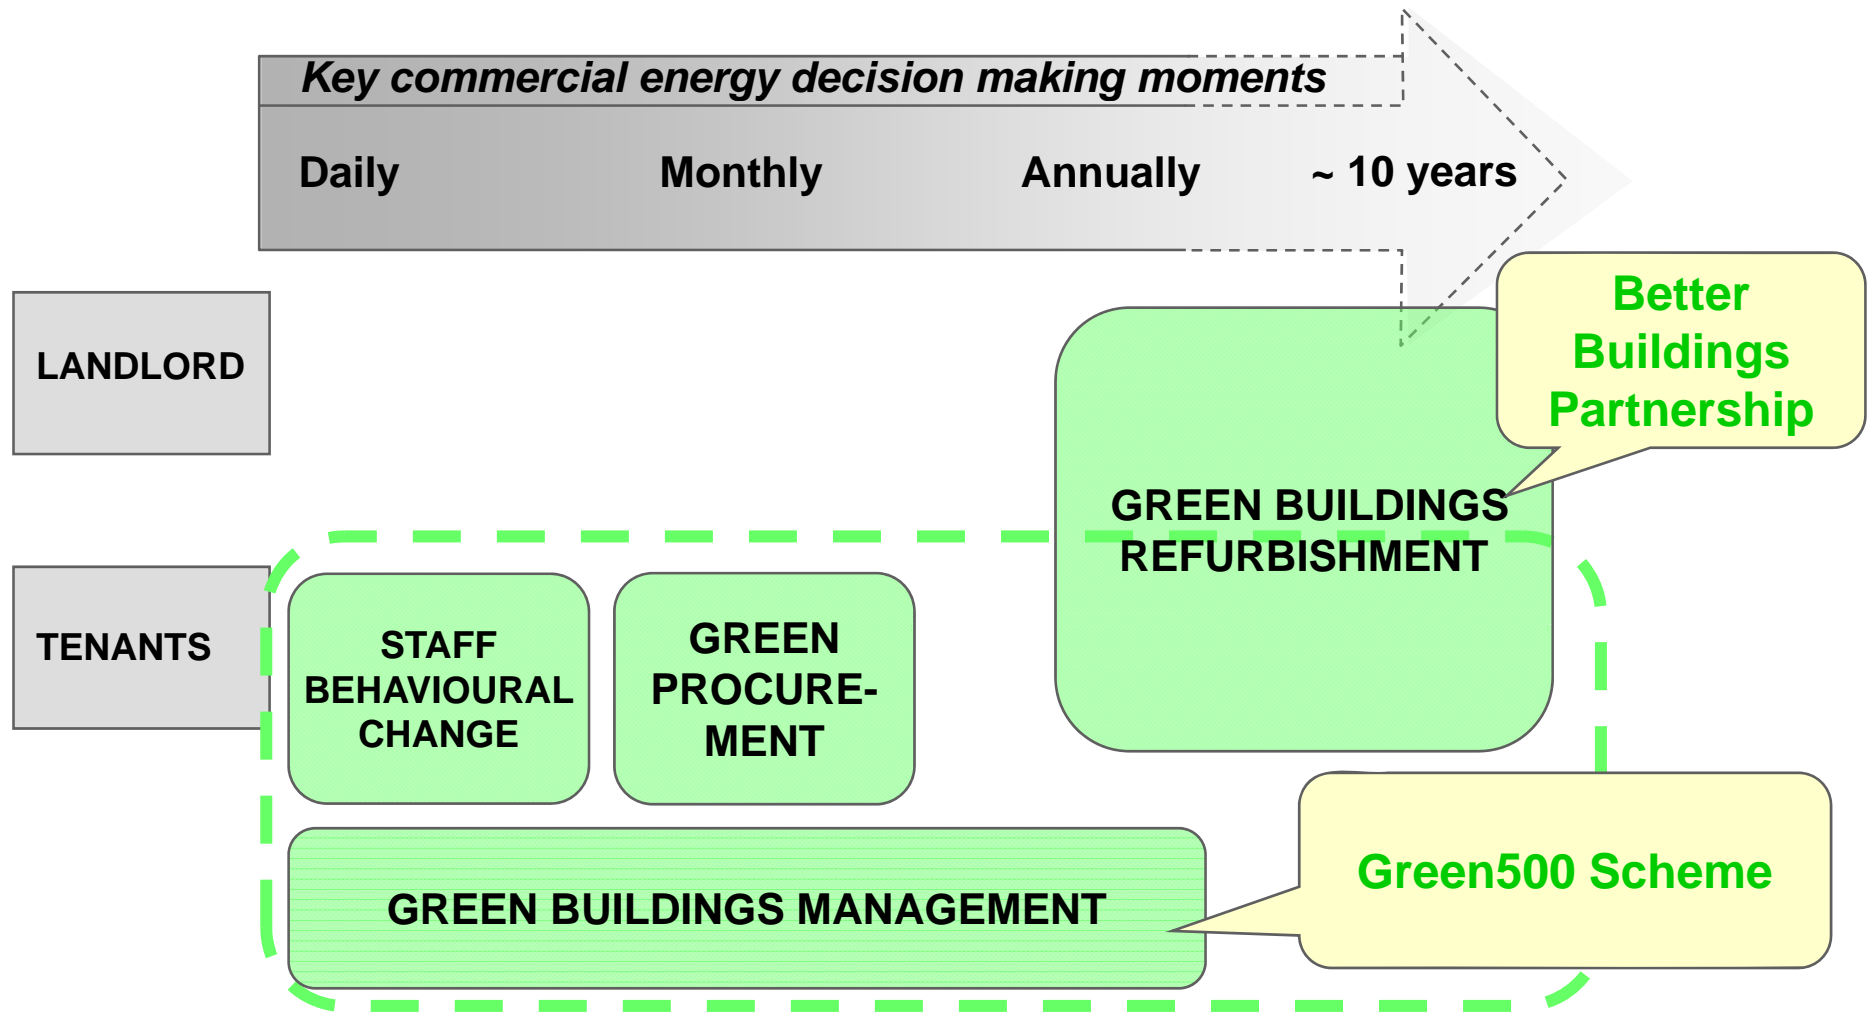 Key commercial energy decision making moments
Daily Monthly Annually ~ 10 years
Better
Buildings
Partnership
LANDLORD
GREEN BUILDINGS
REFURBISHMENT
TENANTS
STAFF
BEHAVIOURAL
CHANGE
GREEN
PROCURE-
MENT
Green500 Scheme
GREEN BUILDINGS MANAGEMENT